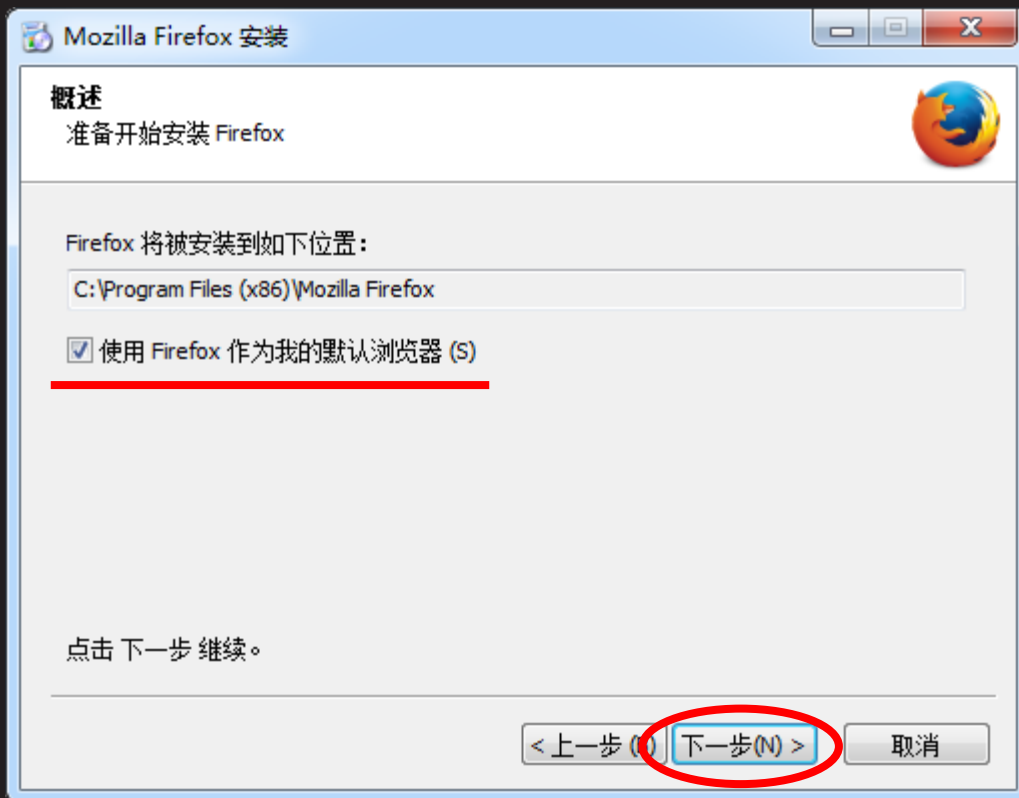 Mozilla Firefox 安装
概述
准备开始安装 Firefox
Firefox 将被安装到如下位置:
C:\Program Files (x86)\Mozilla Firefox
使用 Firefox 作为我的默认浏览器 (S)
点击 下一步 继续。
< 上一步 下一步(N) > 取消